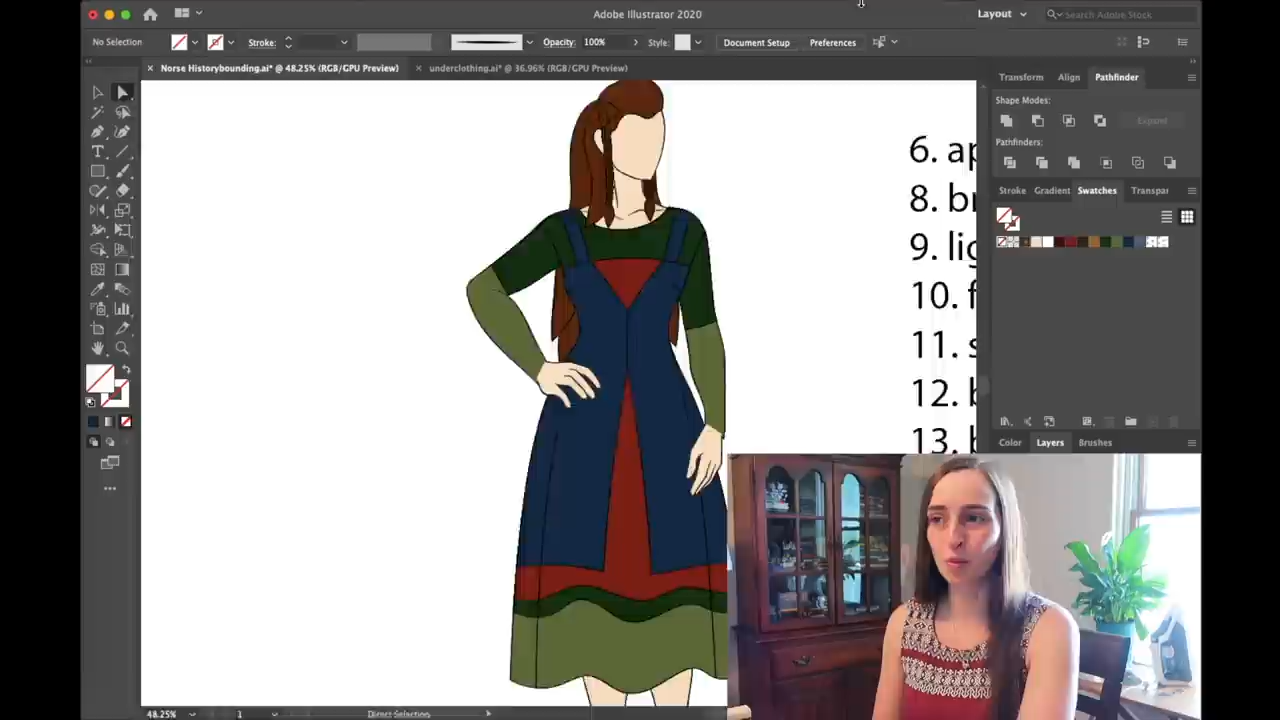 Adobe Illustrator 2020
Layout
Search Adobe Stock
No Selection
Stroke:
Opacity:
100%
Style:
Document Setup
Preferences
Norse Historybounding.ai* @ 48.25% (RGB/GPU Preview)
underclothing.ai* @ 36.96% (RGB/GPU Preview)
Transform
Align
Pathfinder
Shape Modes:
Expand
Pathfinders:
Stroke
Gradient
Swatches
Transpar
6. ap
8. br
9. lig
10. f
11. s
12. b
13. b
Color
Layers
Brushes
48.25%
1
Direct Selection